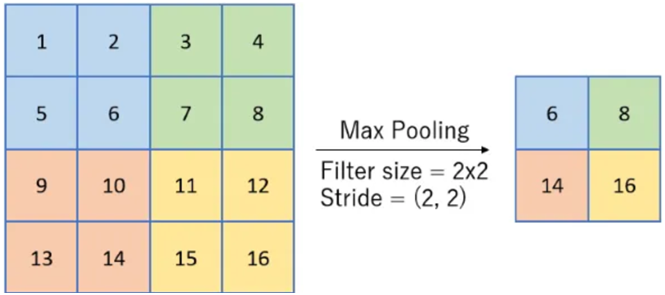 1 2 3 4
5 6 7 8
9 10 11 12
13 14 15 16
Max Pooling
Filter size = 2x2
Stride = (2, 2)
6 8
14 16